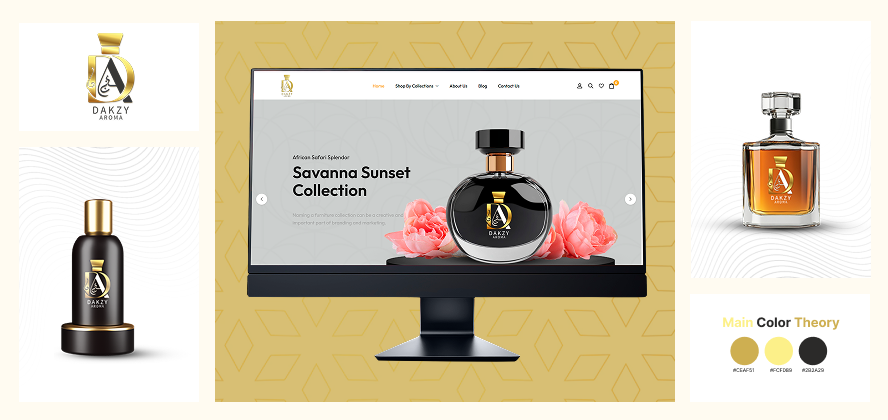 DAKZY
AROMA
DAKZY
AROMA
DAKZY
AROMA
Home
Shop By Collections
About Us
Blog
Contact Us
African Safari Splendor
Savanna Sunset
Collection
Naming a furniture collection can be a creative and
important part of branding and marketing.
DAKZY
AROMA
DAKZY
AROMA
Main Color Theory
#CEAF51
#FCF089
#2B2A29